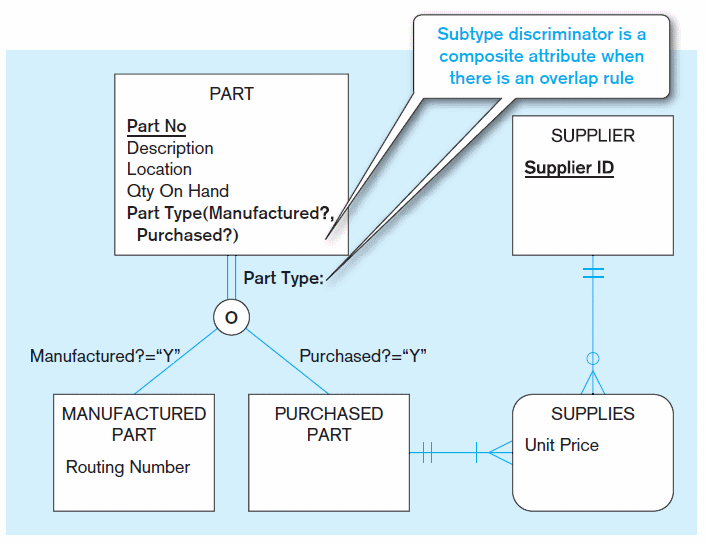 Subtype discriminator is a
composite attribute when
there is an overlap rule
PART
Part No
Description
Location
Qty On Hand
Part Type(Manufactured?,
Purchased?)
SUPPLIER
Supplier ID
Part Type:
O
Manufactured?=“Y”
Purchased?=“Y”
MANUFACTURED
PART
Routing Number
PURCHASED
PART
SUPPLIES
Unit Price